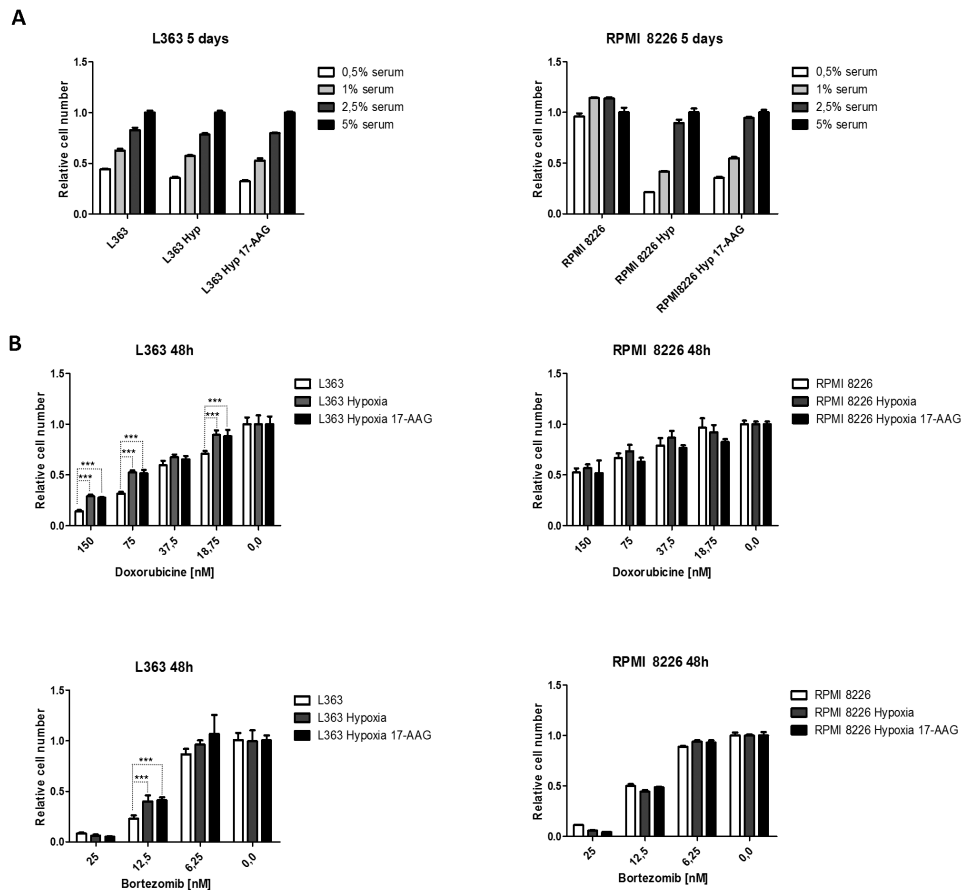 A
L363 5 days
Relative cell number
1.5
1.0
0.5
0.0
L363
L363 Hyp
L363 Hyp 17-AAG
0,5% serum
1% serum
2,5% serum
5% serum
RPMI 8226 5 days
Relative cell number
1.5
1.0
0.5
0.0
RPMI 8226
RPMI 8226 Hyp
RPMI8226 Hyp 17-AAG
0,5% serum
1% serum
2,5% serum
5% serum
B
L363 48h
Relative cell number
1.5
1.0
0.5
0.0
***
***
***
***
***
***
150
75
37,5
18,75
0,0
Doxorubicine [nM]
L363
L363 Hypoxia
L363 Hypoxia 17-AAG
RPMI 8226 48h
Relative cell number
1.5
1.0
0.5
0.0
150
75
37,5
18,75
0,0
Doxorubicine [nM]
RPMI 8226
RPMI 8226 Hypoxia
RPMI 8226 Hypoxia 17-AAG
L363 48h
Relative cell number
1.5
1.0
0.5
0.0
***
***
25
12,5
6,25
0,0
Bortezomib [nM]
L363
L363 Hypoxia
L363 Hypoxia 17-AAG
RPMI 8226 48h
Relative cell number
1.5
1.0
0.5
0.0
25
12,5
6,25
0,0
Bortezomib [nM]
RPMI 8226
RPMI 8226 Hypoxia
RPMI 8226 Hypoxia 17-AAG